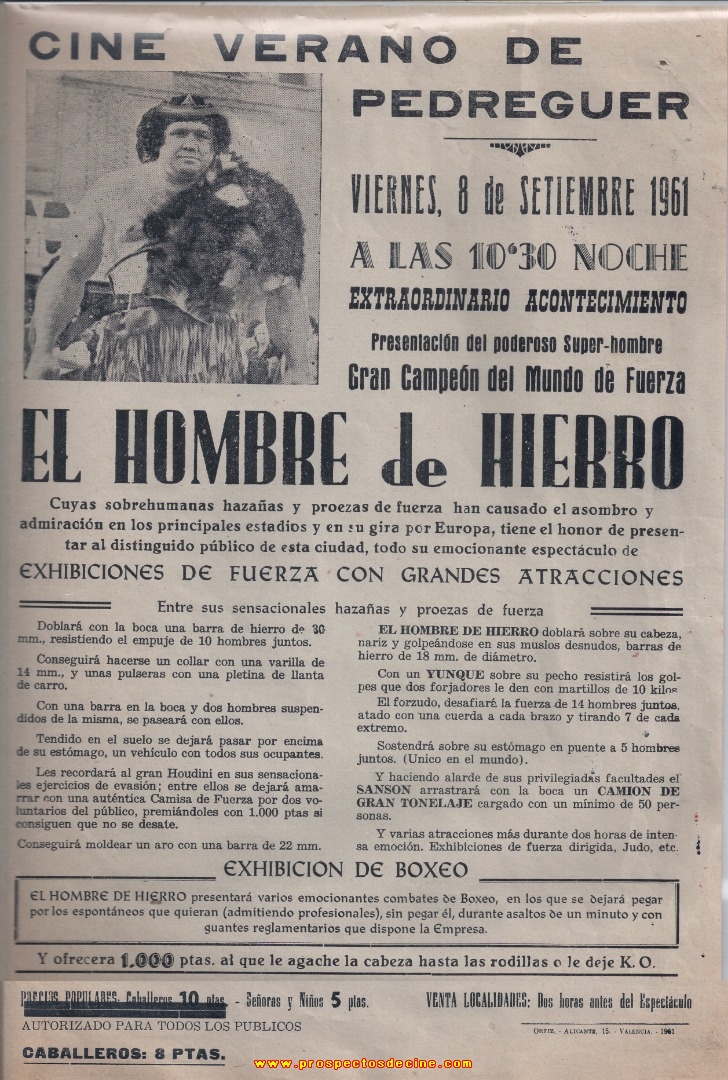 CINE VERANO DE
PEDREGUER
VIERNES, 8 de SETIEMBRE 1961
A LAS 10'30 NOCHE
EXTRAORDINARIO ACONTECIMIENTO
Presentación del poderoso Super-hombre
Gran Campeón del Mundo de Fuerza
EL HOMBRE de HIERRO
Cuyas sobrehumanas hazañas y proezas de fuerza han causado el asombro y
admiración en los principales estadios y en su gira por Europa, tiene el honor de presen-
tar al distinguido público de esta ciudad, todo su emocionante espectáculo de
EXHIBICIONES DE FUERZA CON GRANDES ATRACCIONES
Entre sus sensacionales hazañas y proezas de fuerza
Doblará con la boca una barra de hierro de 30
mm., resistiendo el empuje de 10 hombres juntos.
Conseguirá hacerse un collar con una varilla de
14 mm., y unas pulseras con una pletina de llanta
de carro.
Con una barra en la boca y dos hombres suspen-
didos de la misma, se paseará con ellos.
Tendido en el suelo se dejará pasar por encima
de su estómago, un vehículo con todos sus ocupantes.
Les recordará al gran Houdini en sus sensaciona-
les ejercicios de evasión; entre ellos se dejará ama-
rrar con una auténtica Camisa de Fuerza por dos vo-
luntarios del público, premiándoles con 1.000 ptas si
consiguen que no se desate.
Conseguirá moldear un aro con una barra de 22 mm.
EL HOMBRE DE HIERRO doblará sobre su cabeza,
nariz y golpeándose en sus muslos desnudos, barras de
hierro de 18 mm. de diámetro.
Con un YUNQUE sobre su pecho resistirá los gol-
pes que dos forjadores le den con martillos de 10 kilos
El forzudo, desafiará la fuerza de 14 hombres juntos,
atado con una cuerda a cada brazo y tirando 7 de cada
extremo.
Sostendrá sobre su estómago en puente a 5 hombres
juntos. (Unico en el mundo).
Y haciendo alarde de sus privilegiadas facultades el
SANSON arrastrará con la boca un CAMION DE
GRAN TONELAJE cargado con un mínimo de 50 per-
sonas.
Y varias atracciones más durante dos horas de inten-
sa emoción. Exhibiciones de fuerza dirigida, Judo, etc.
EXHIBICION DE BOXEO
EL HOMBRE DE HIERRO presentará varios emocionantes combates de Boxeo, en los que se dejará pegar
por los espontáneos que quieran (admitiendo profesionales), sin pegar él, durante asaltos de un minuto y con
guantes reglamentarios que dispone la Empresa.
Y ofrecera 1.000 ptas. al que le agache la cabeza hasta las rodillas o le deje K. O.
PRECIOS POPULARES: Caballeros 10 ptas. - Señoras y Niños 5 ptas. VENTA LOCALIDADES: Dos horas antes del Espectáculo
AUTORIZADO PARA TODOS LOS PUBLICOS
ORTIZ. - ALICANTE, 15. - VALENCIA. - 1961
CABALLEROS: 8 PTAS.
www.prospectosdecine.com